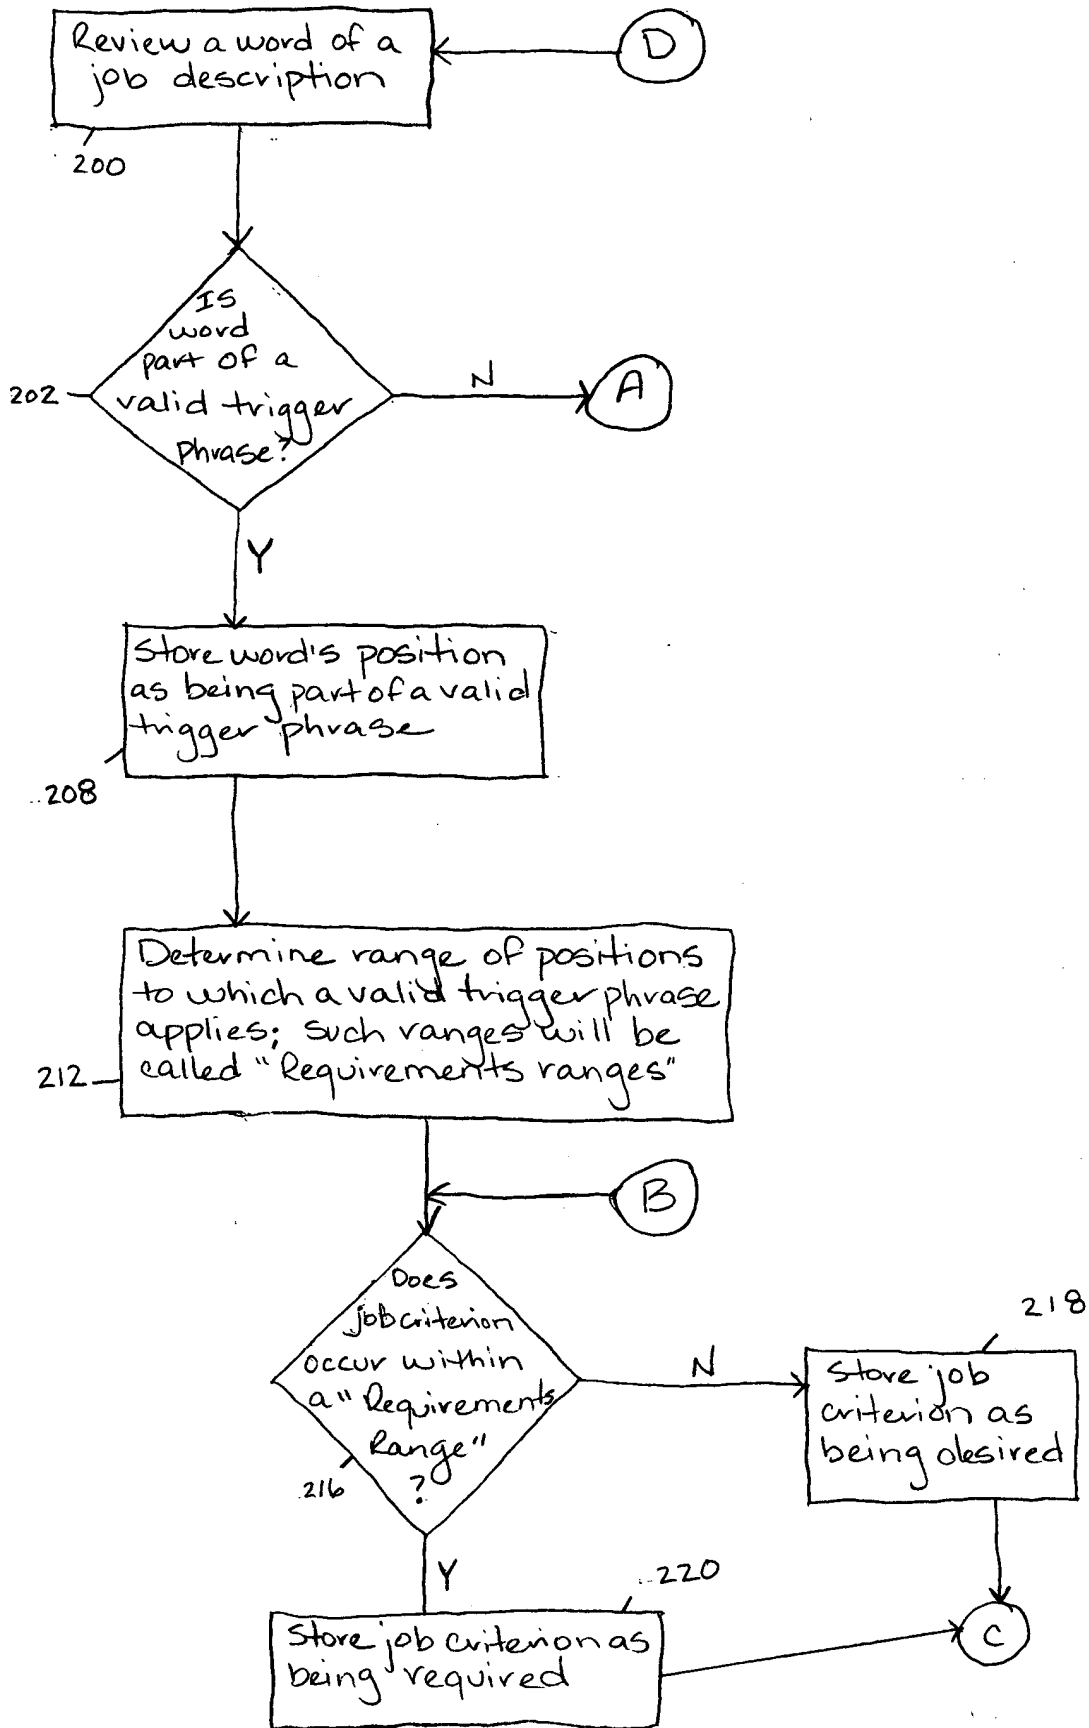 Review a word of a
job description
D
200
Is
word
part of a
valid trigger
phrase?
202
N
A
Y
Store word's position
as being part of a valid
trigger phrase
208
Determine range of positions
to which a valid trigger phrase
applies; such ranges will be
called "Requirements ranges"
212
B
Does
job criterion
occur within
a "Requirements
Range"
?
216
N
218
Store job
criterion as
being desired
Y
220
Store job criterion as
being required
C